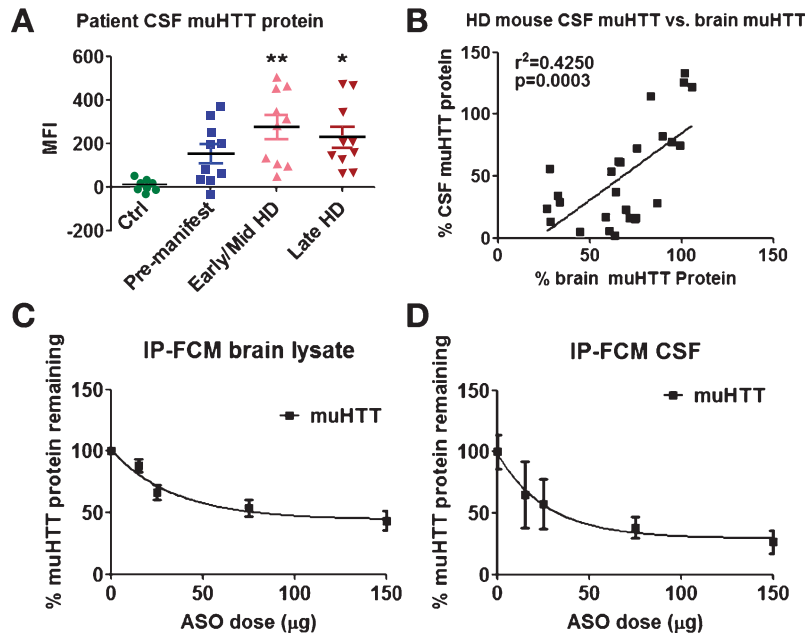 A
Patient CSF muHTT protein
MFI
600
400
200
0
-200
** *
Ctrl
Pre-manifest
Early/Mid HD
Late HD
B
HD mouse CSF muHTT vs. brain muHTT
r²=0.4250
p=0.0003
% CSF muHTT protein
150
100
50
0
0 50 100 150
% brain muHTT Protein
C
IP-FCM brain lysate
muHTT
% muHTT protein remaining
150
100
50
0
0 50 100 150
ASO dose (µg)
D
IP-FCM CSF
muHTT
% muHTT protein remaining
150
100
50
0
0 50 100 150
ASO dose (µg)